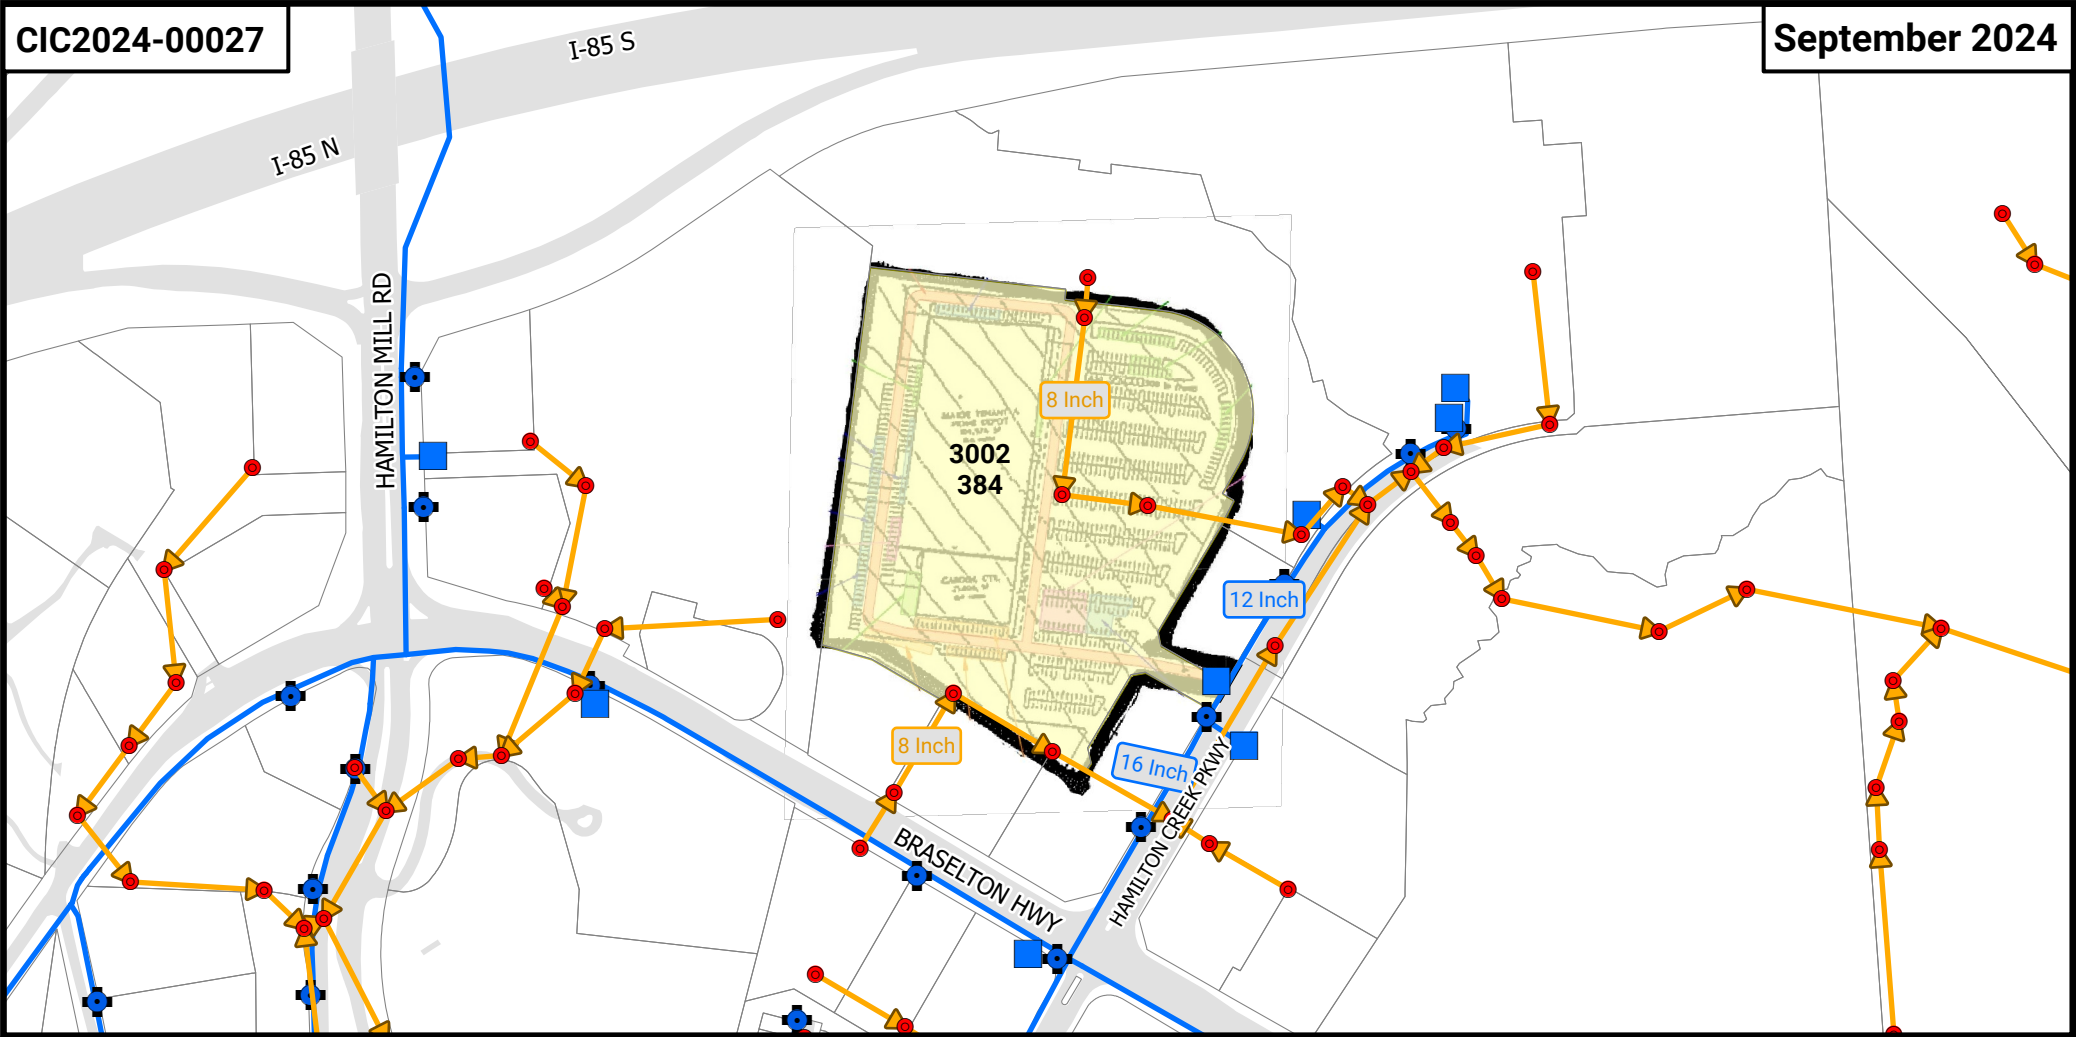 CIC2024-00027
September 2024
I-85 S
I-85 N
HAMILTON MILL RD
8 Inch
3002
384
12 Inch
8 Inch
16 Inch
HAMILTON CREEK PKWY
BRASELTON HWY